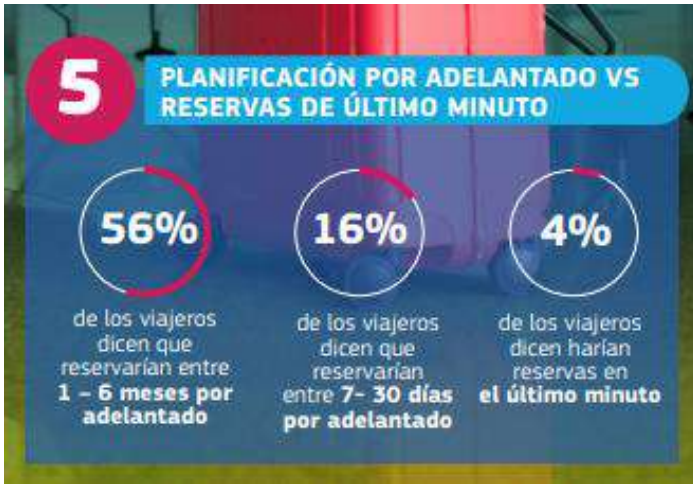 5
PLANIFICACIÓN POR ADELANTADO VS
RESERVAS DE ÚLTIMO MINUTO
56%
de los viajeros
dicen que
reservarían entre
1 – 6 meses por
adelantado
16%
de los viajeros
dicen que
reservarían
entre 7- 30 días
por adelantado
4%
de los viajeros
dicen harían
reservas en
el último minuto